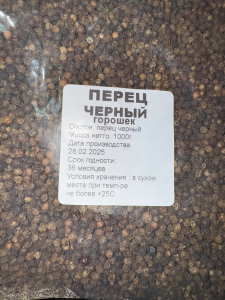 ПЕРЕЦ
ЧЕРНЫЙ
горошек
Состав: перец черный
Масса нетто: 1000г.
Дата производства
28.02.2025
Срок годности:
36 месяцев
Условия хранения : в сухом
месте при темп-ре
не более +25С.